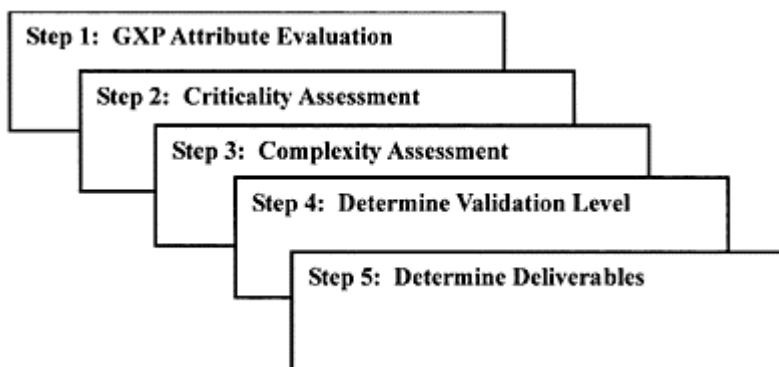 Step 1: GXP Attribute Evaluation
Step 2: Criticality Assessment
Step 3: Complexity Assessment
Step 4: Determine Validation Level
Step 5: Determine Deliverables